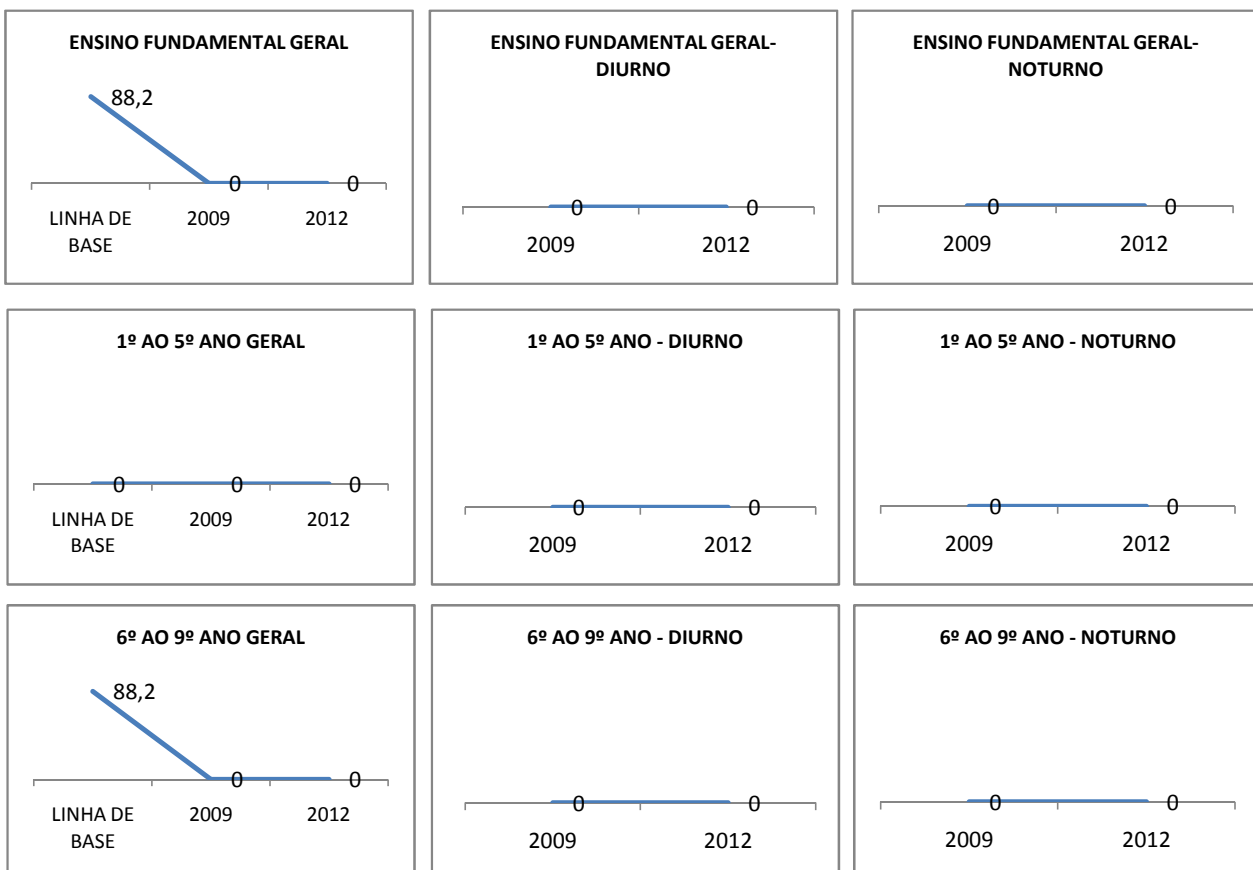 ENSINO FUNDAMENTAL GERAL
88,2
0
0
LINHA DE
BASE
2009
2012
ENSINO FUNDAMENTAL GERAL-
DIURNO
0
0
2009
2012
ENSINO FUNDAMENTAL GERAL-
NOTURNO
0
0
2009
2012
1º AO 5º ANO GERAL
0
0
0
LINHA DE
BASE
2009
2012
1º AO 5º ANO - DIURNO
0
0
2009
2012
1º AO 5º ANO - NOTURNO
0
0
2009
2012
6º AO 9º ANO GERAL
88,2
0
0
LINHA DE
BASE
2009
2012
6º AO 9º ANO - DIURNO
0
0
2009
2012
6º AO 9º ANO - NOTURNO
0
0
2009
2012